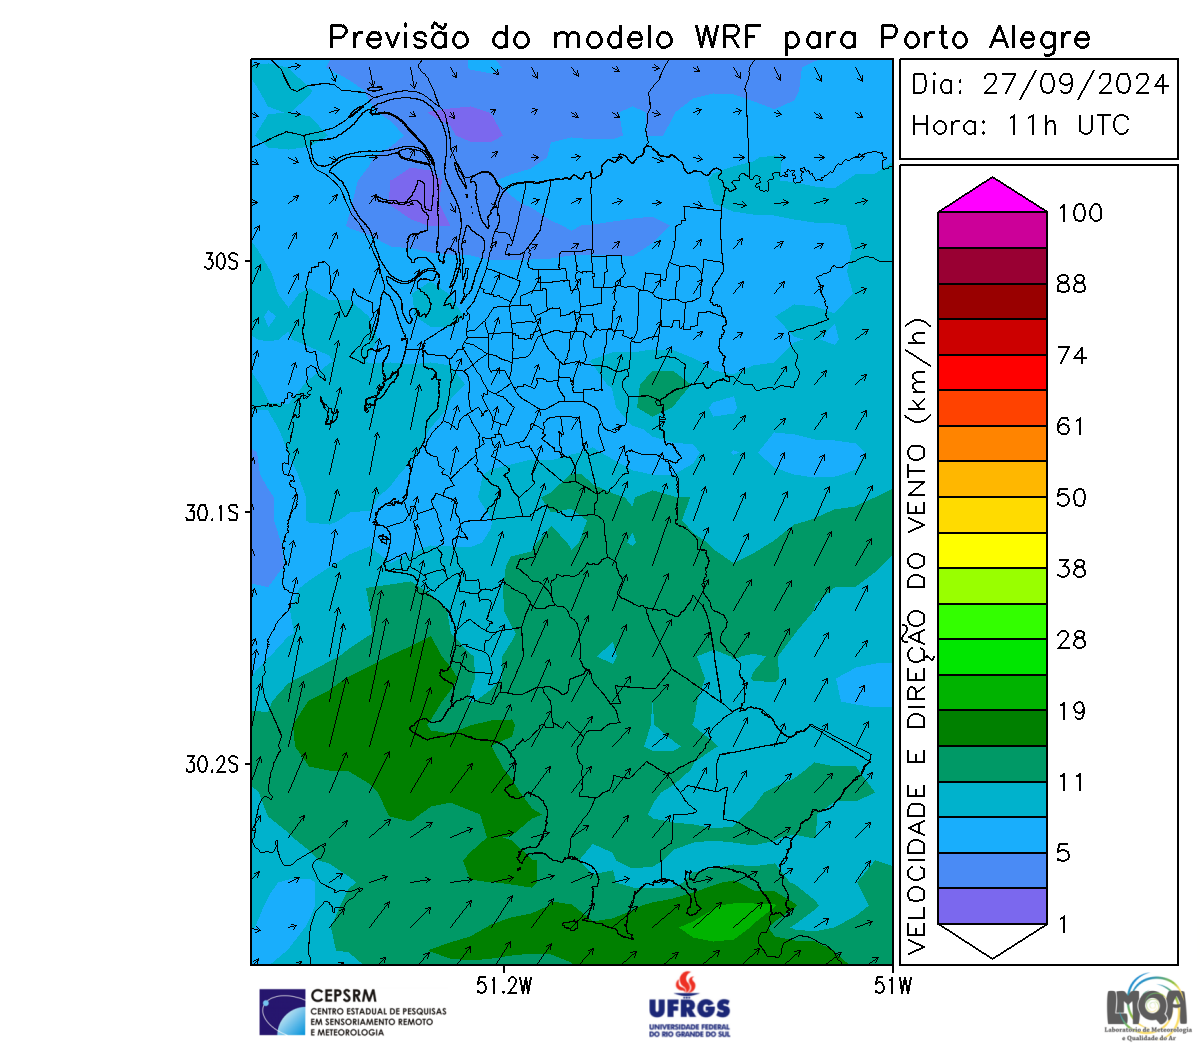 Previsão do modelo WRF para Porto Alegre
Dia: 27/09/2024
Hora: 11h UTC
VELOCIDADE E DIREÇÃO DO VENTO (km/h)
100
88
74
61
50
38
28
19
11
5
1
30S
30.1S
30.2S
51.2W
51W
CEPSRM
CENTRO ESTADUAL DE PESQUISAS
EM SENSORIAMENTO REMOTO
E METEOROLOGIA
UFRGS
UNIVERSIDADE FEDERAL
DO RIO GRANDE DO SUL
LMQA
Laboratório de Meteorologia
e Qualidade do Ar